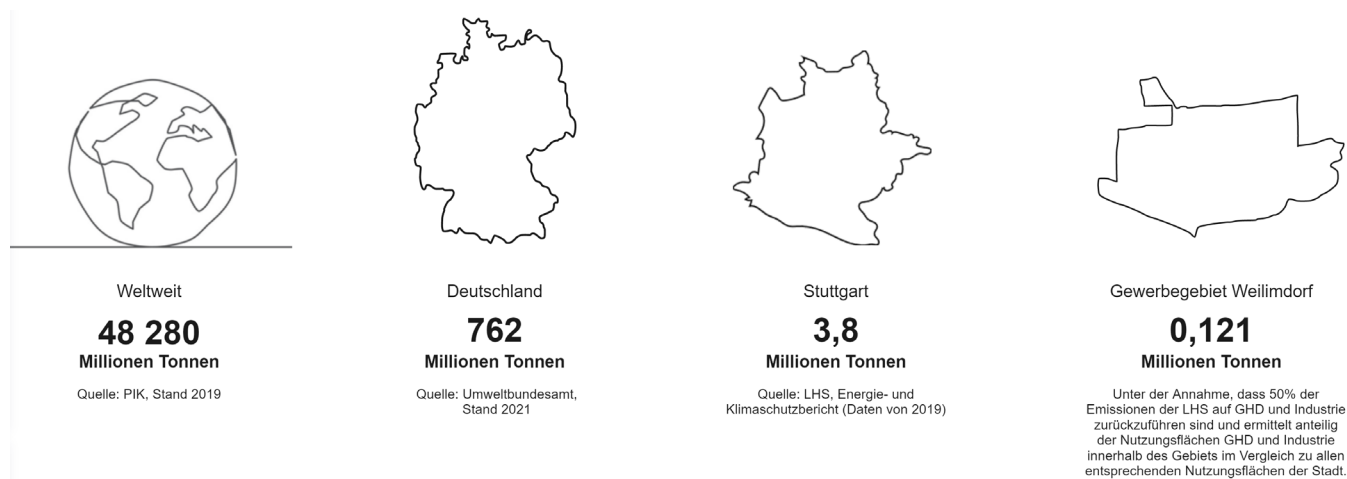 Weltweit
48 280
Millionen Tonnen
Quelle: PIK, Stand 2019
Deutschland
762
Millionen Tonnen
Quelle: Umweltbundesamt,
Stand 2021
Stuttgart
3,8
Millionen Tonnen
Quelle: LHS, Energie- und
Klimaschutzbericht (Daten von 2019)
Gewerbegebiet Weilimdorf
0,121
Millionen Tonnen
Unter der Annahme, dass 50% der
Emissionen der LHS auf GHD und Industrie
zurückzuführen sind und ermittelt anteilig
der Nutzungsflächen GHD und Industrie
innerhalb des Gebiets im Vergleich zu allen
entsprechenden Nutzungsflächen der Stadt.